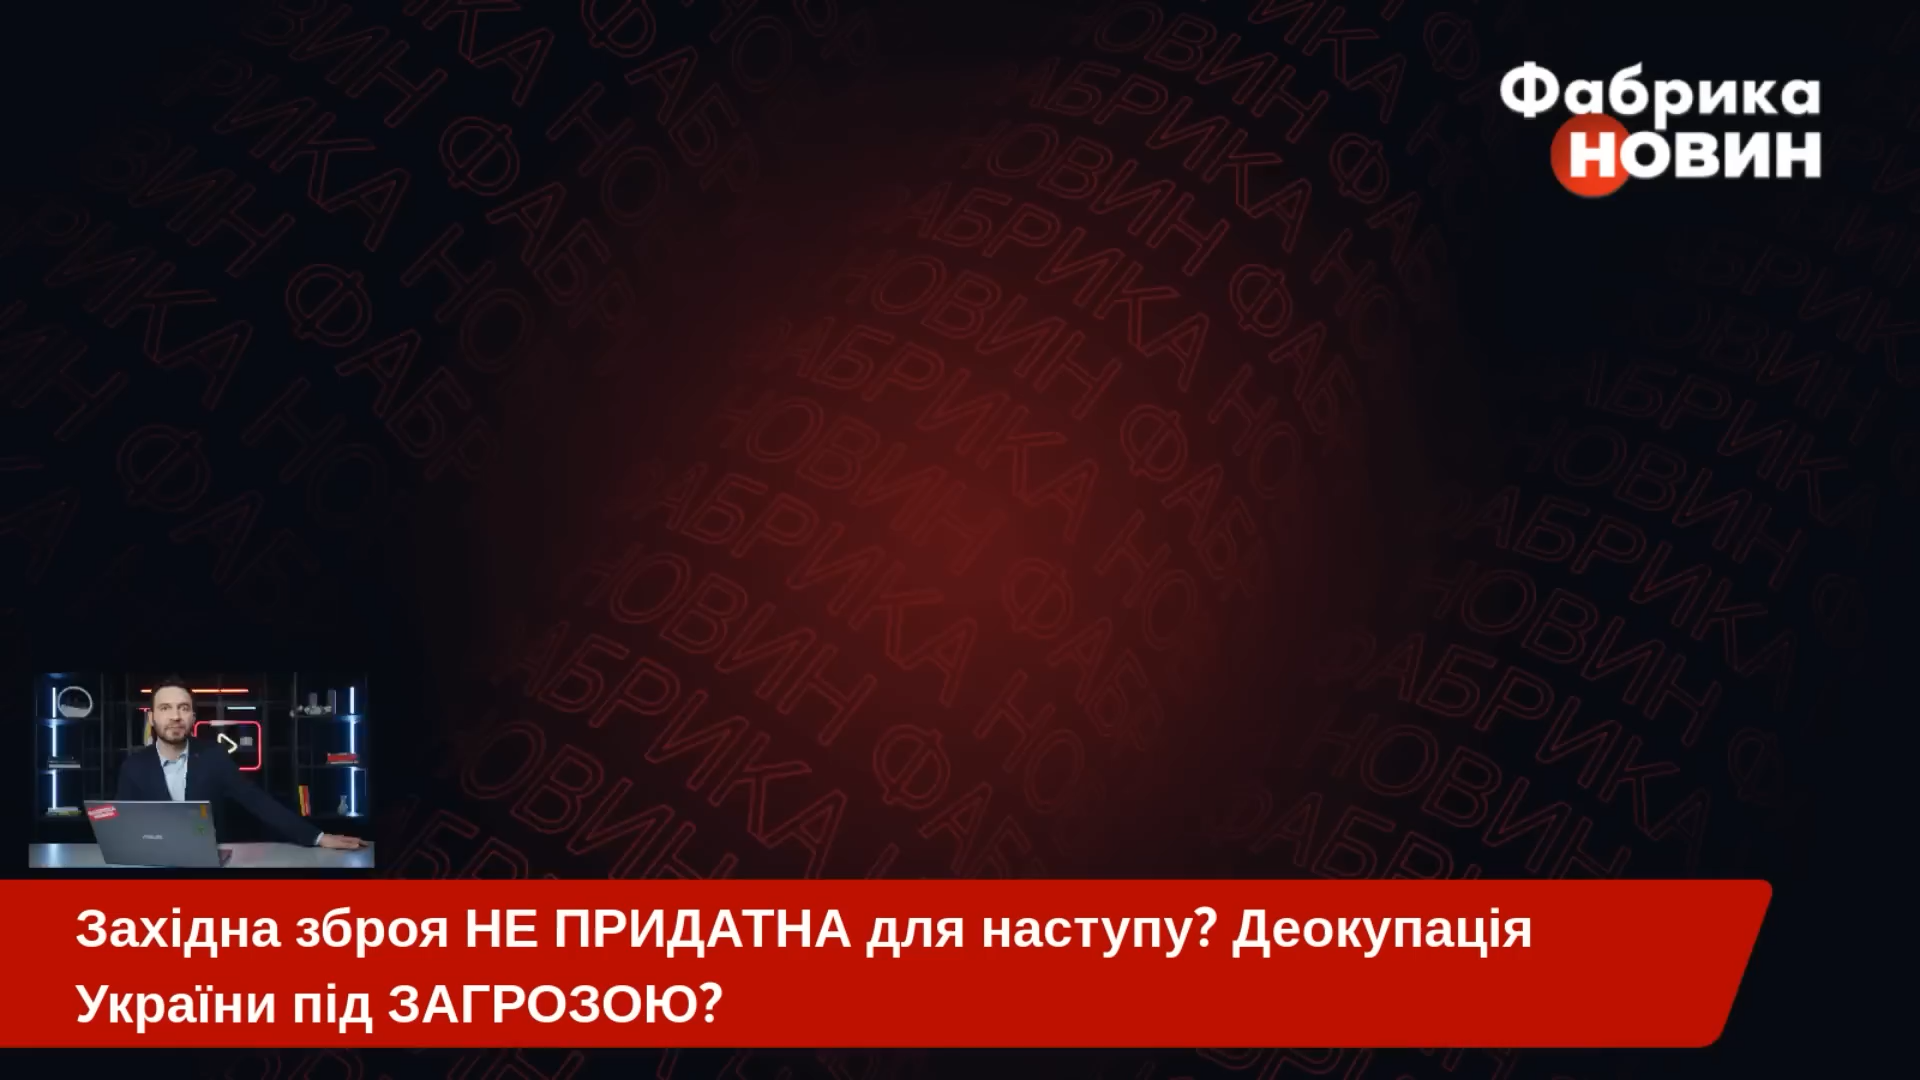 Фабрика
новин
Західна зброя НЕ ПРИДАТНА для наступу? Деокупація
України під ЗАГРОЗОЮ?